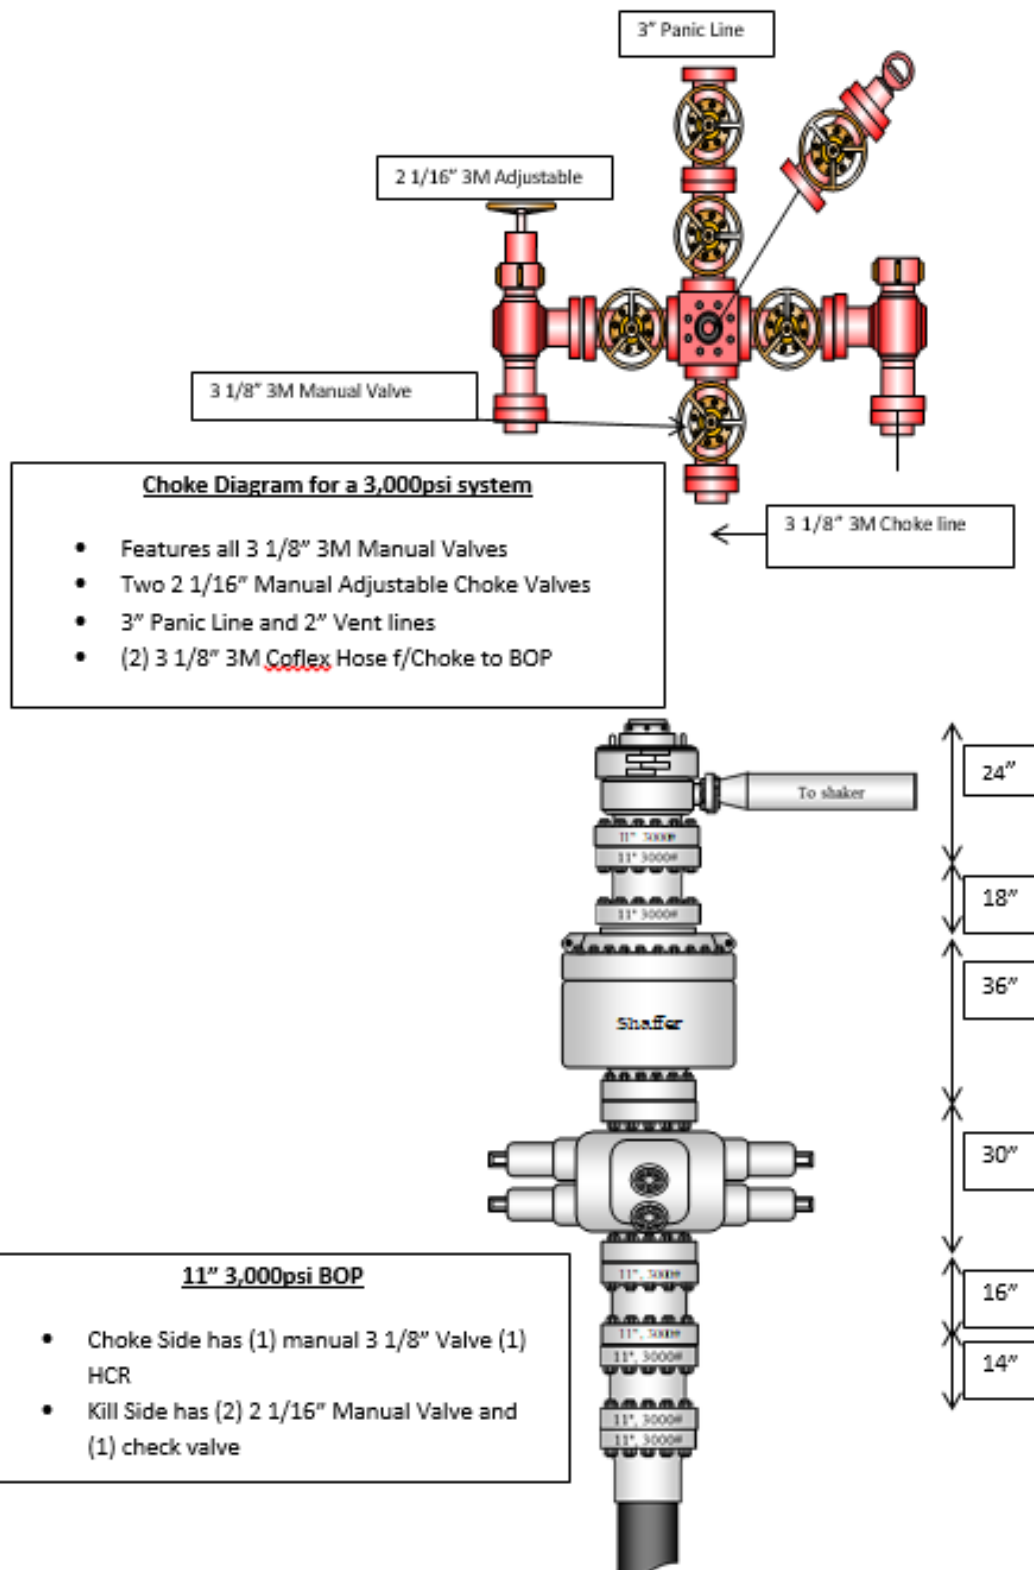 3” Panic Line
2 1/16” 3M Adjustable
3 1/8” 3M Manual Valve
Choke Diagram for a 3,000psi system
• Features all 3 1/8” 3M Manual Valves
• Two 2 1/16” Manual Adjustable Choke Valves
• 3” Panic Line and 2” Vent lines
• (2) 3 1/8” 3M Coflex Hose f/Choke to BOP
3 1/8” 3M Choke line
24”
To shaker
11" 3000#
11" 3000#
18”
11" 3000#
36”
Shaffer
30”
11” 3,000psi BOP
• Choke Side has (1) manual 3 1/8” Valve (1)
HCR
• Kill Side has (2) 2 1/16” Manual Valve and
(1) check valve
11", 3000#
16”
11", 3000#
11", 3000#
14”
11", 3000#
11", 3000#